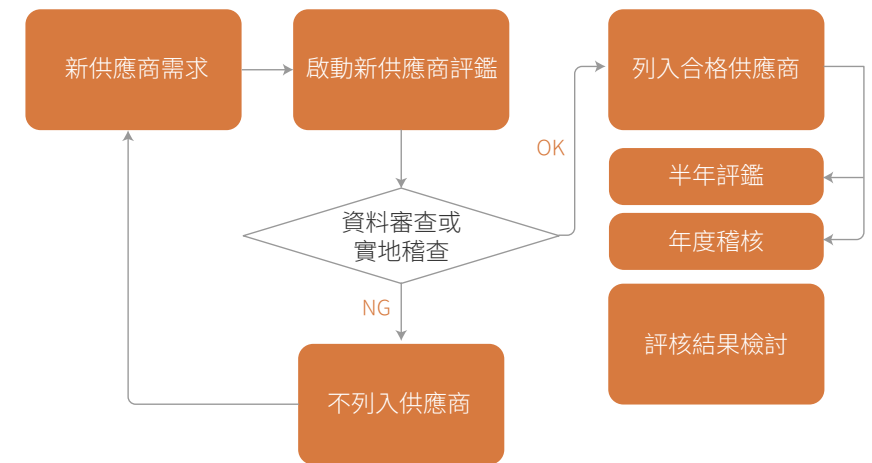 新供應商需求
啟動新供應商評鑑
列入合格供應商
OK
半年評鑑
資料審查或
實地稽查
年度稽核
NG
評核結果檢討
不列入供應商